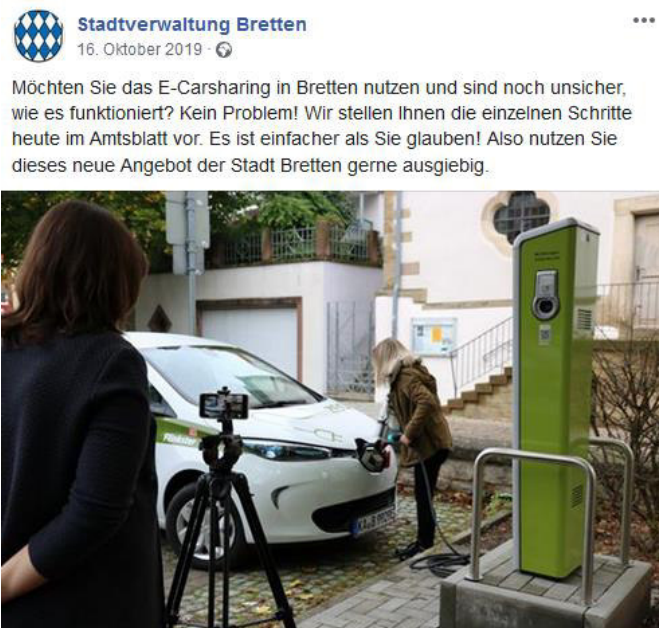 Stadtverwaltung Bretten
16. Oktober 2019 ·
Möchten Sie das E-Carsharing in Bretten nutzen und sind noch unsicher,
wie es funktioniert? Kein Problem! Wir stellen Ihnen die einzelnen Schritte
heute im Amtsblatt vor. Es ist einfacher als Sie glauben! Also nutzen Sie
dieses neue Angebot der Stadt Bretten gerne ausgiebig.
Flinkster